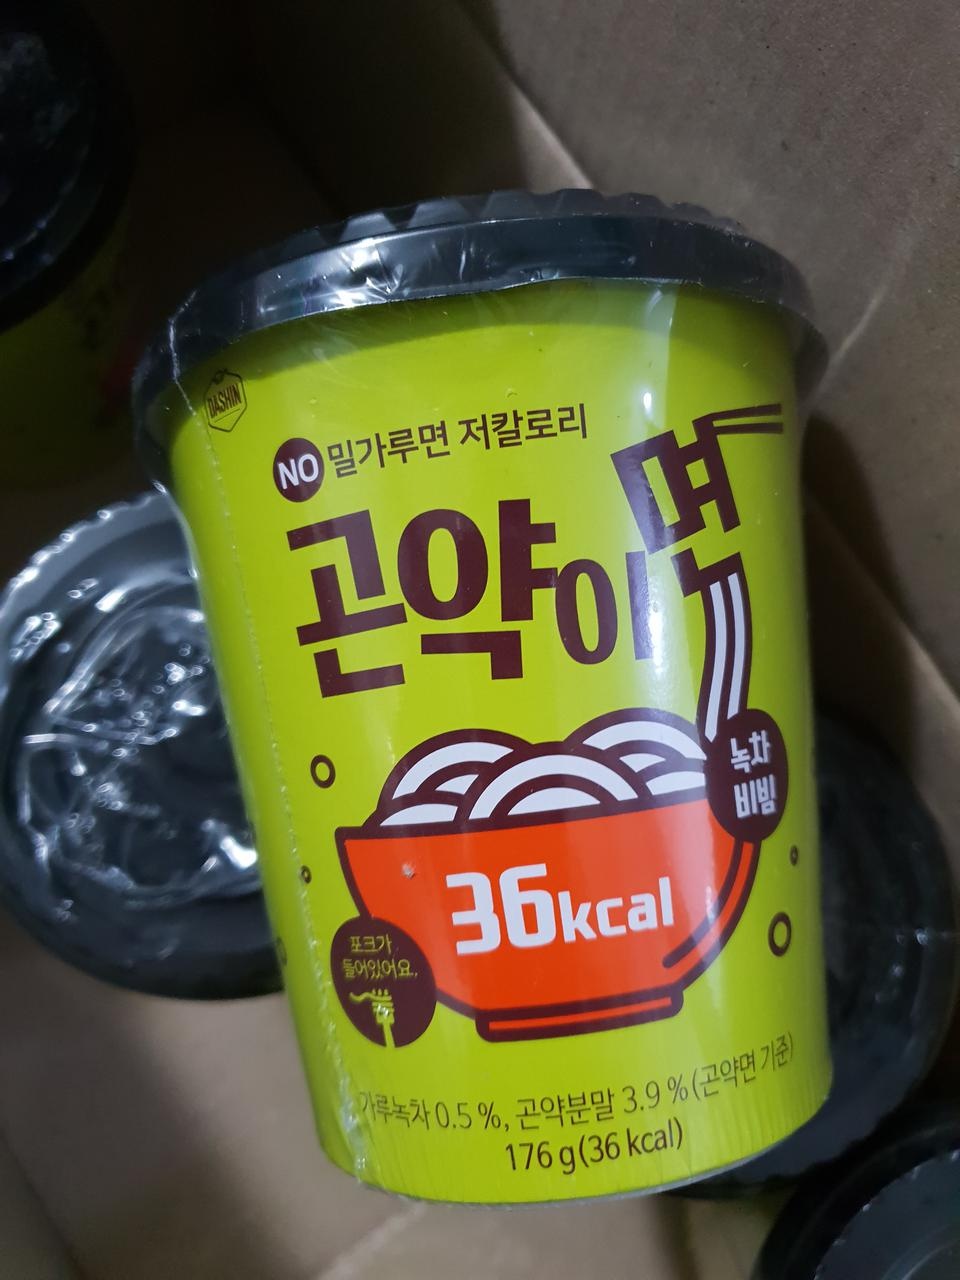 DASHIN
NO 밀가루면 저칼로리
곤약이면
녹차
비빔
36kcal
포크가
들어있어요.
가루녹차 0.5 %, 곤약분말 3.9 % (곤약면 기준)
176 g(36 kcal)